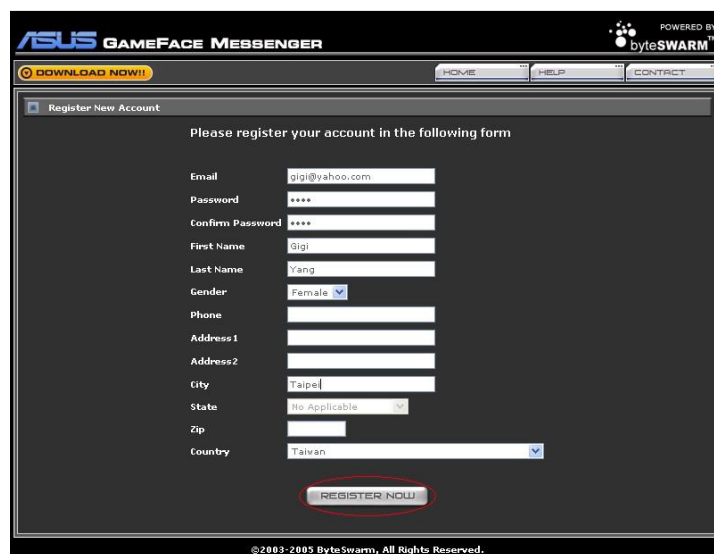 ASUS GAMEFACE MESSENGER
POWERED BY
byteSWARM™
DOWNLOAD NOW!!
HOME
HELP
CONTACT
Register New Account
Please register your account in the following form
Email gigi@yahoo.com
Password ••••
Confirm Password ••••
First Name Gigi
Last Name Yang
Gender Female
Phone
Address1
Address2
City Taipei
State No Applicable
Zip
Country Taiwan
REGISTER NOW
©2003-2005 ByteSwarm, All Rights Reserved.